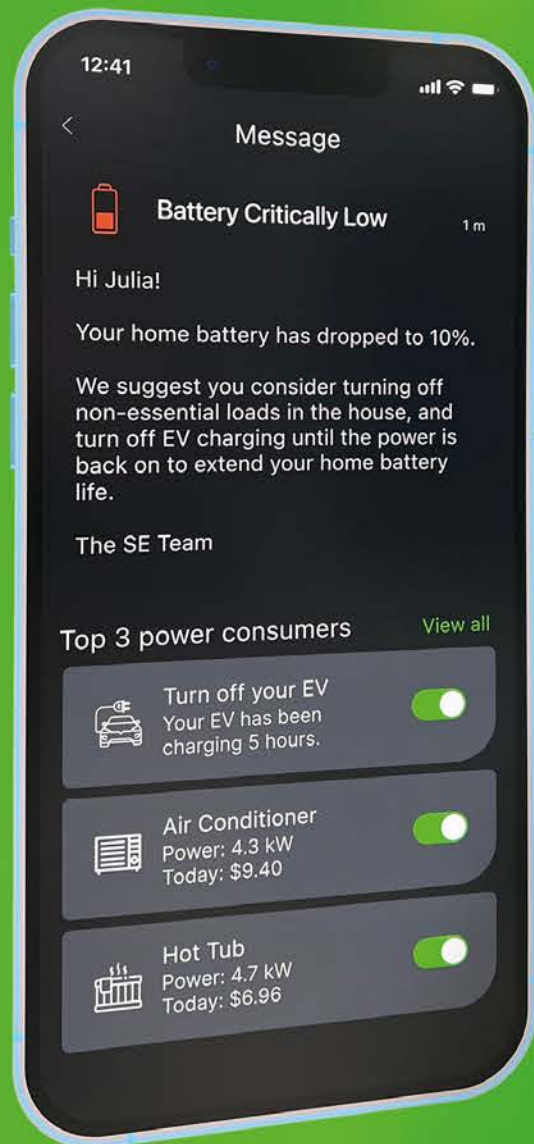 12:41
Message
Battery Critically Low
1 m
Hi Julia!
Your home battery has dropped to 10%.
We suggest you consider turning off
non-essential loads in the house, and
turn off EV charging until the power is
back on to extend your home battery
life.
The SE Team
Top 3 power consumers
View all
Turn off your EV
Your EV has been
charging 5 hours.
Air Conditioner
Power: 4.3 kW
Today: $9.40
Hot Tub
Power: 4.7 kW
Today: $6.96